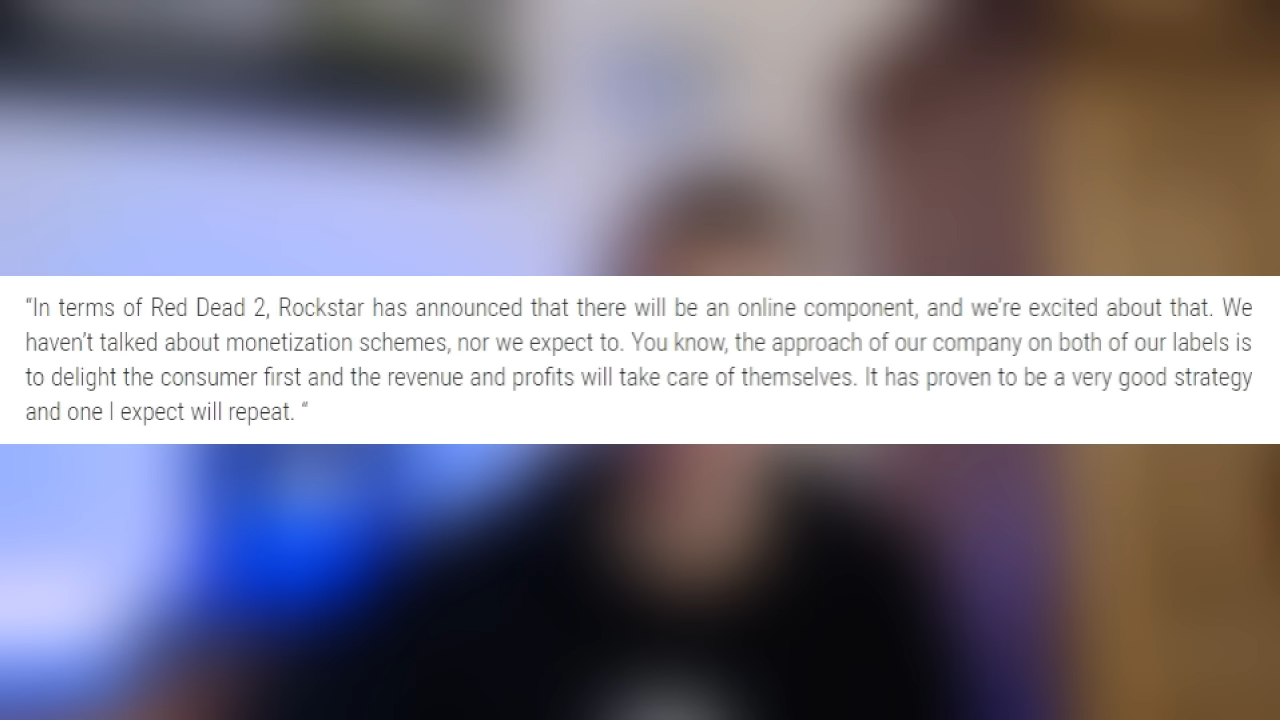 “In terms of Red Dead 2, Rockstar has announced that there will be an online component, and we're excited about that. We
haven’t talked about monetization schemes, nor we expect to. You know, the approach of our company on both of our labels is
to delight the consumer first and the revenue and profits will take care of themselves. It has proven to be a very good strategy
and one I expect will repeat. “